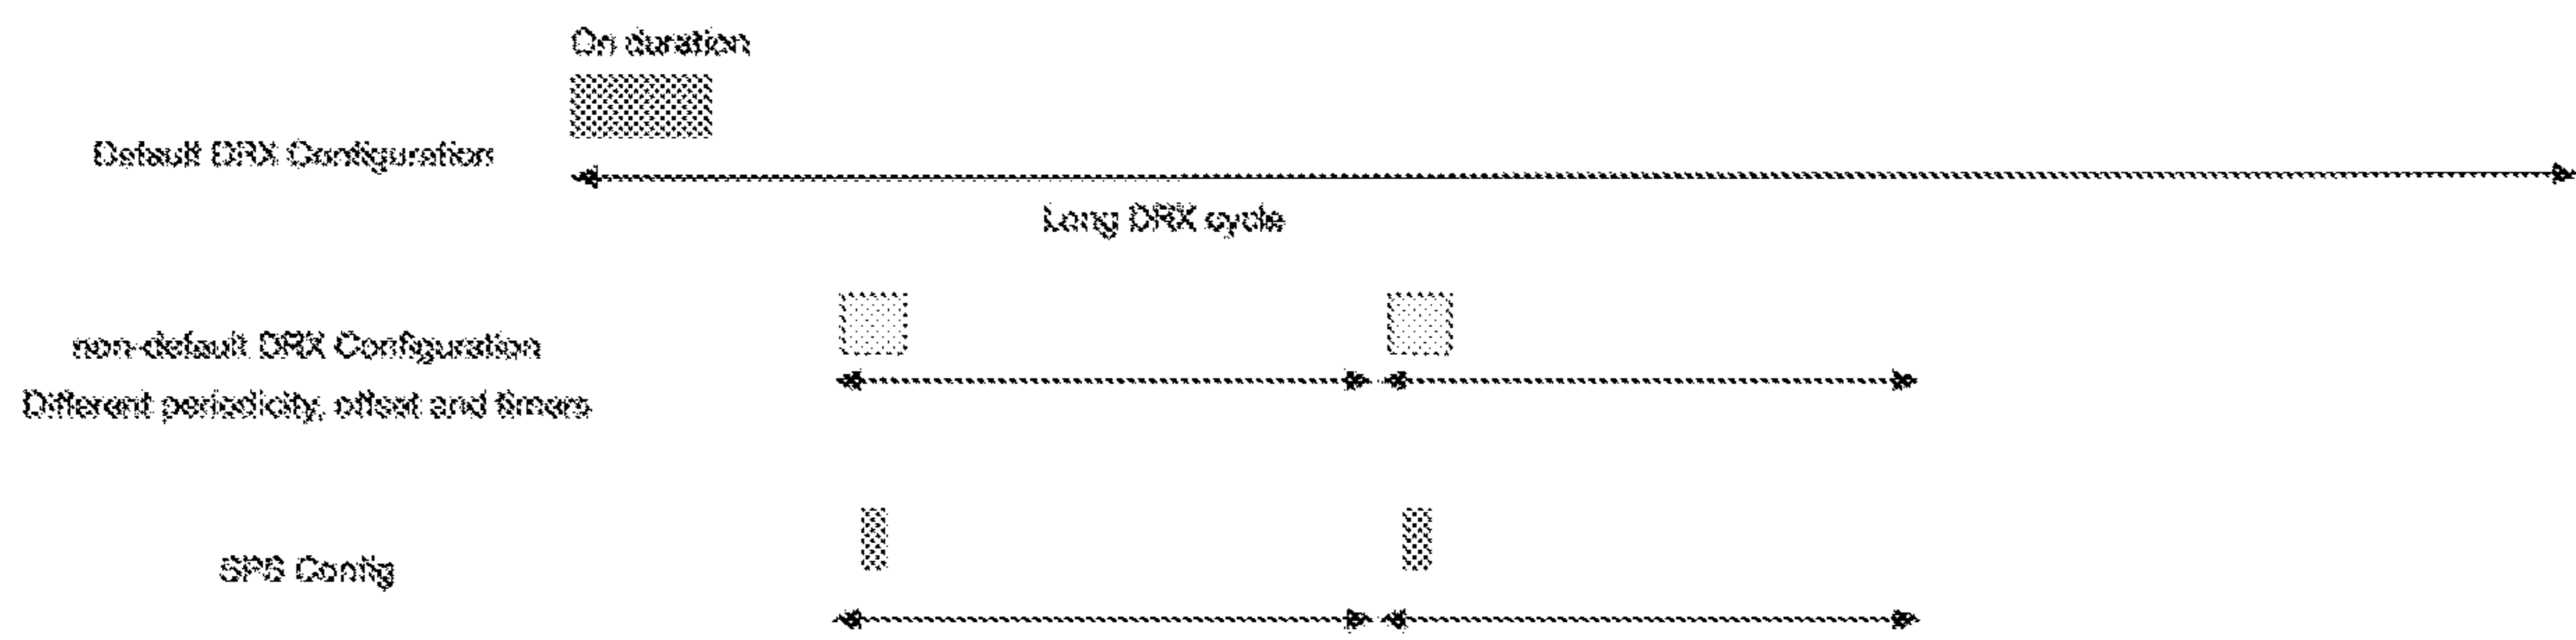 On duration
Default DRX Configuration
Long DRX cycle
non-default DRX Configuration
Different periodicity, offset and timers
SPS Config